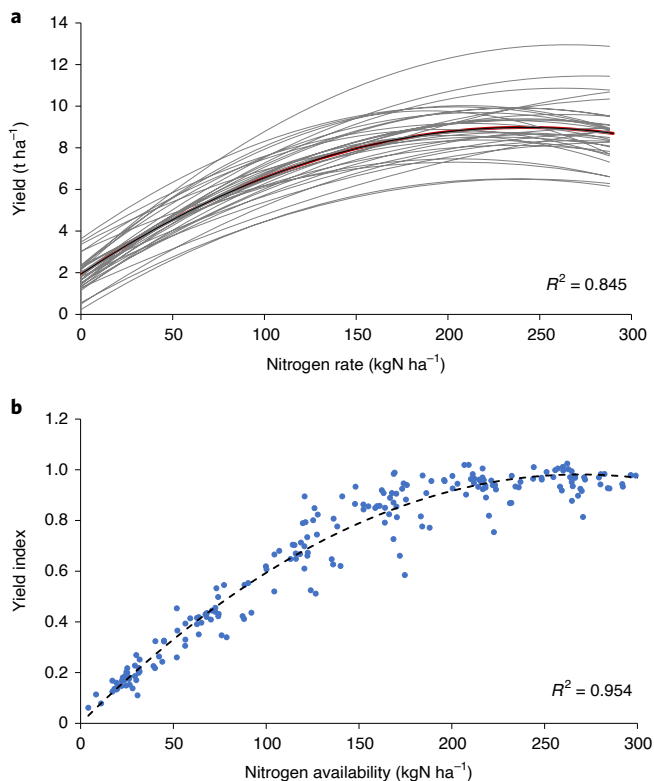 a
14
12
10
8
6
4
2
0
Yield (t ha⁻¹)
R² = 0.845
0 50 100 150 200 250 300
Nitrogen rate (kgN ha⁻¹)
b
1.2
1.0
0.8
0.6
0.4
0.2
0
Yield index
R² = 0.954
0 50 100 150 200 250 300
Nitrogen availability (kgN ha⁻¹)